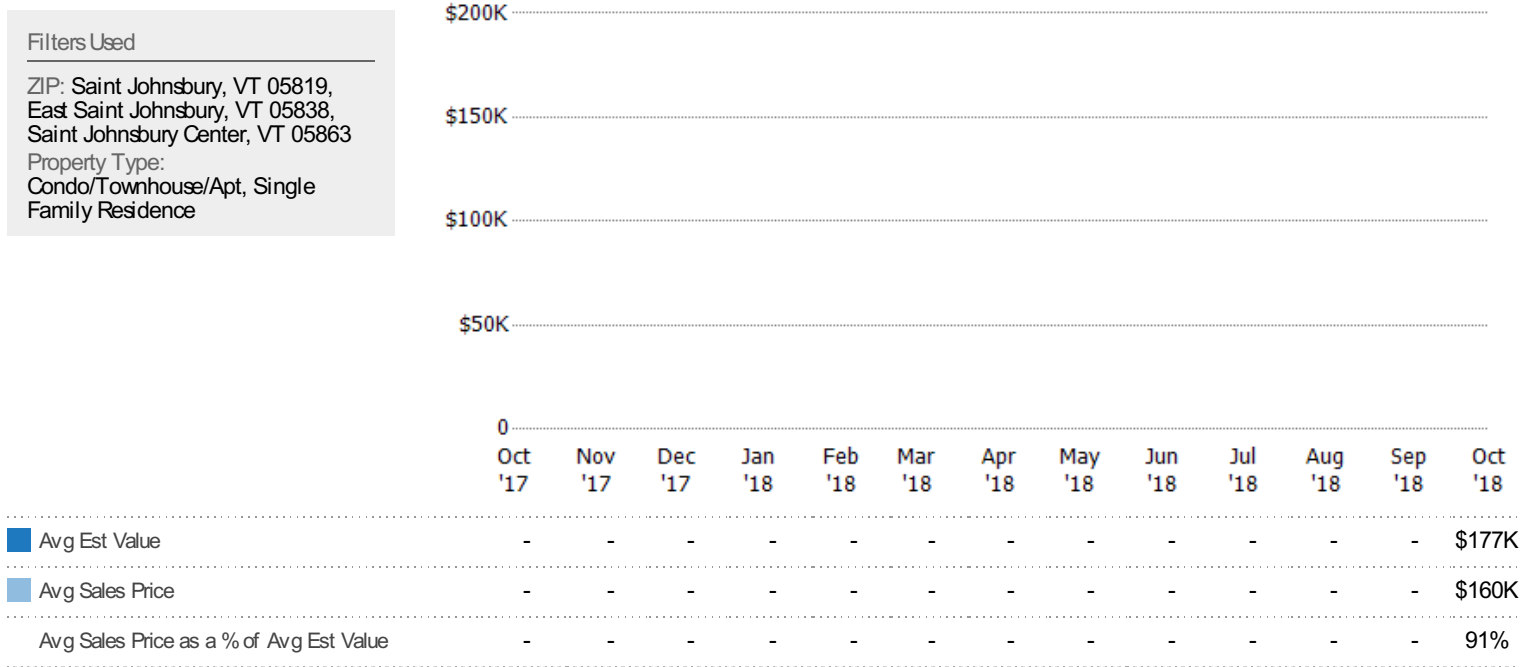 Filters Used
ZIP: Saint Johnsbury, VT 05819,
East Saint Johnsbury, VT 05838,
Saint Johnsbury Center, VT 05863
Property Type:
Condo/Townhouse/Apt, Single
Family Residence
$200K
$150K
$100K
$50K
0
Oct Nov Dec Jan Feb Mar Apr May Jun Jul Aug Sep Oct
'17 '17 '17 '18 '18 '18 '18 '18 '18 '18 '18 '18 '18
Avg Est Value - - - - - - - - - - - - $177K
Avg Sales Price - - - - - - - - - - - - $160K
Avg Sales Price as a % of Avg Est Value - - - - - - - - - - - - 91%